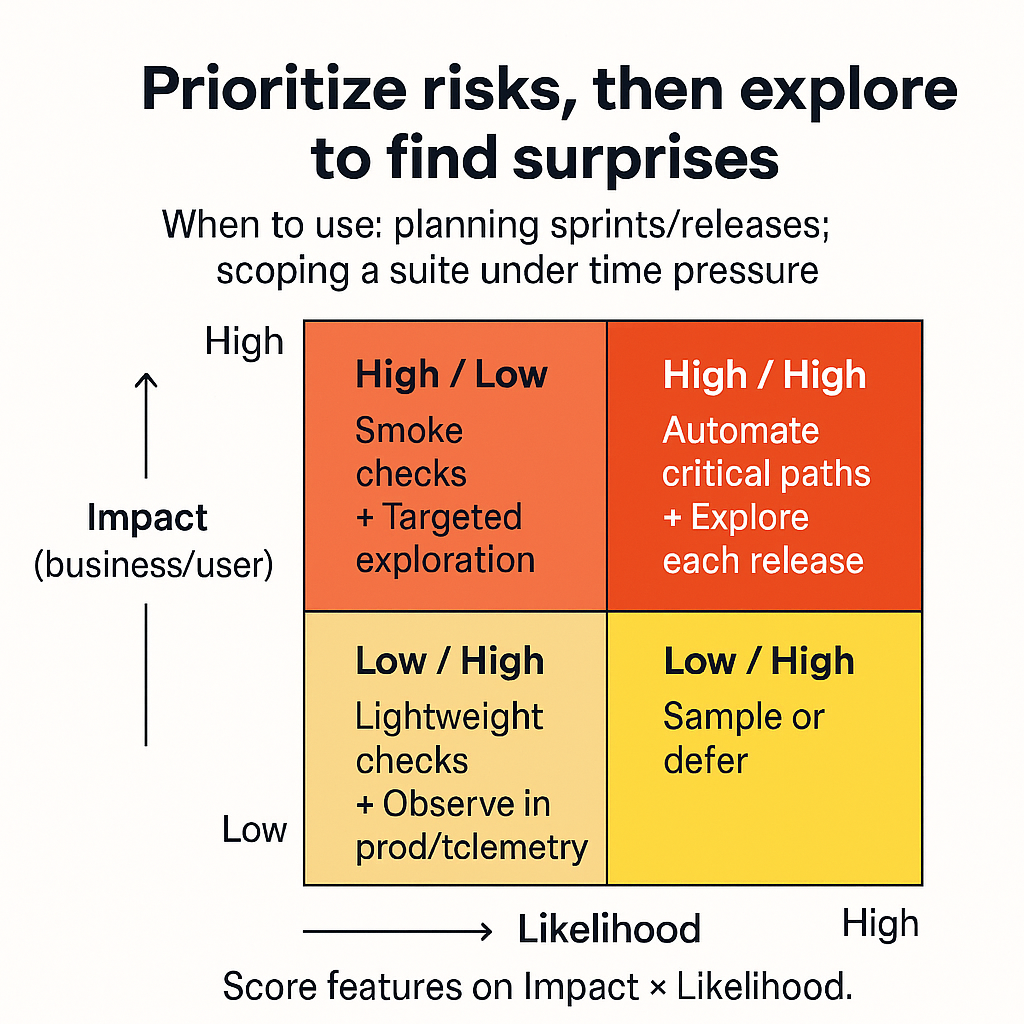 Prioritize risks, then explore
to find surprises
When to use: planning sprints/releases;
scoping a suite under time pressure
High
Impact
(business/user)
Low
High / Low
Smoke
checks
+ Targeted
exploration
High / High
Automate
critical paths
+ Explore
each release
Low / High
Lightweight
checks
+ Observe in
prod/tclemetry
Low / High
Sample or
defer
Likelihood
High
Score features on Impact × Likelihood.